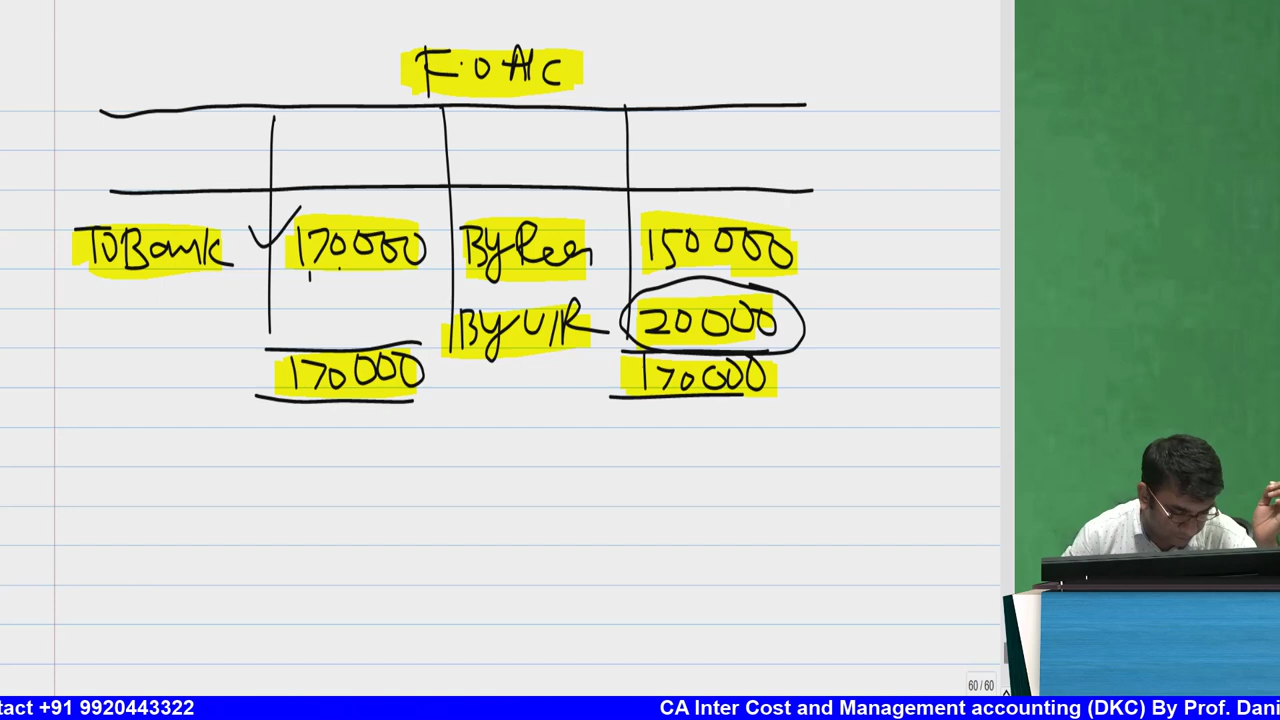 F.O A/c
To Bank 170000 By Rec 150000
By U/R 20000
170000 170000
60 / 60
tact +91 9920443322 CA Inter Cost and Management accounting (DKC) By Prof. Dani